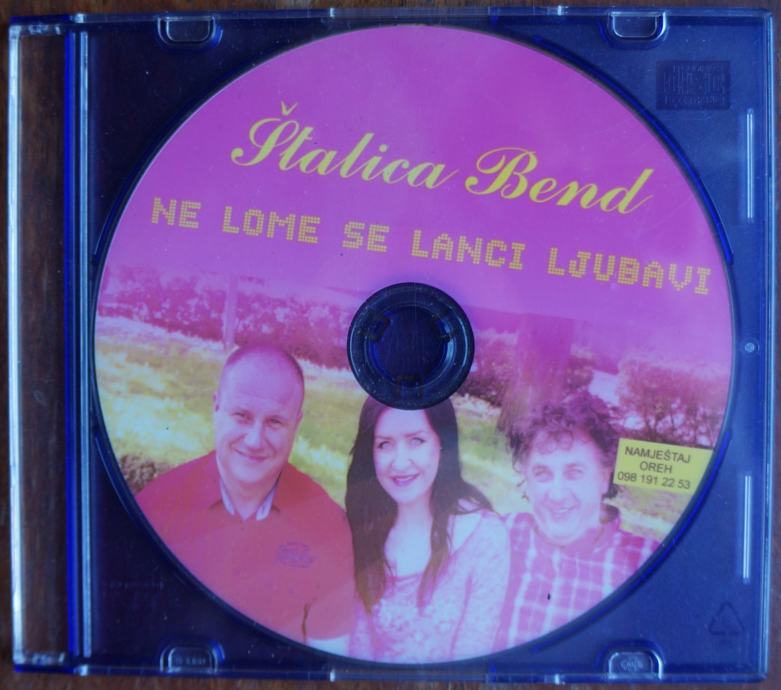 Štalica Bend
NE LOME SE LANCI LJUBAVI
NAMJEŠTAJ
OREH
098 191 22 53